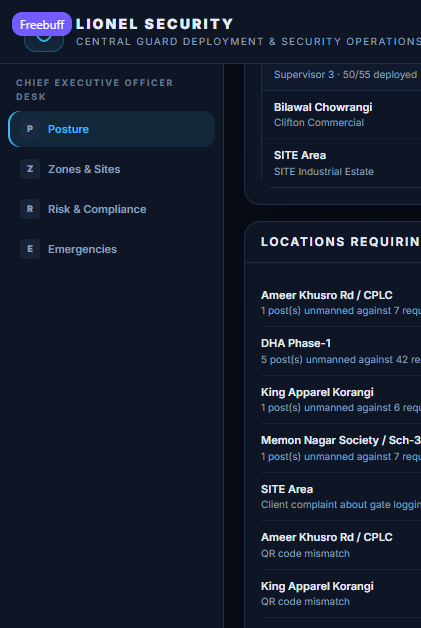 Freebuff
LIONEL SECURITY
CENTRAL GUARD DEPLOYMENT & SECURITY OPERATIONS
CHIEF EXECUTIVE OFFICER
DESK
P Posture
Z Zones & Sites
R Risk & Compliance
E Emergencies
Supervisor 3 · 50/55 deployed
Bilawal Chowrangi
Clifton Commercial
SITE Area
SITE Industrial Estate
LOCATIONS REQUIRIN
Ameer Khusro Rd / CPLC
1 post(s) unmanned against 7 requ
DHA Phase-1
5 post(s) unmanned against 42 re
King Apparel Korangi
1 post(s) unmanned against 6 requ
Memon Nagar Society / Sch-3
1 post(s) unmanned against 7 requ
SITE Area
Client complaint about gate loggin
Ameer Khusro Rd / CPLC
QR code mismatch
King Apparel Korangi
QR code mismatch